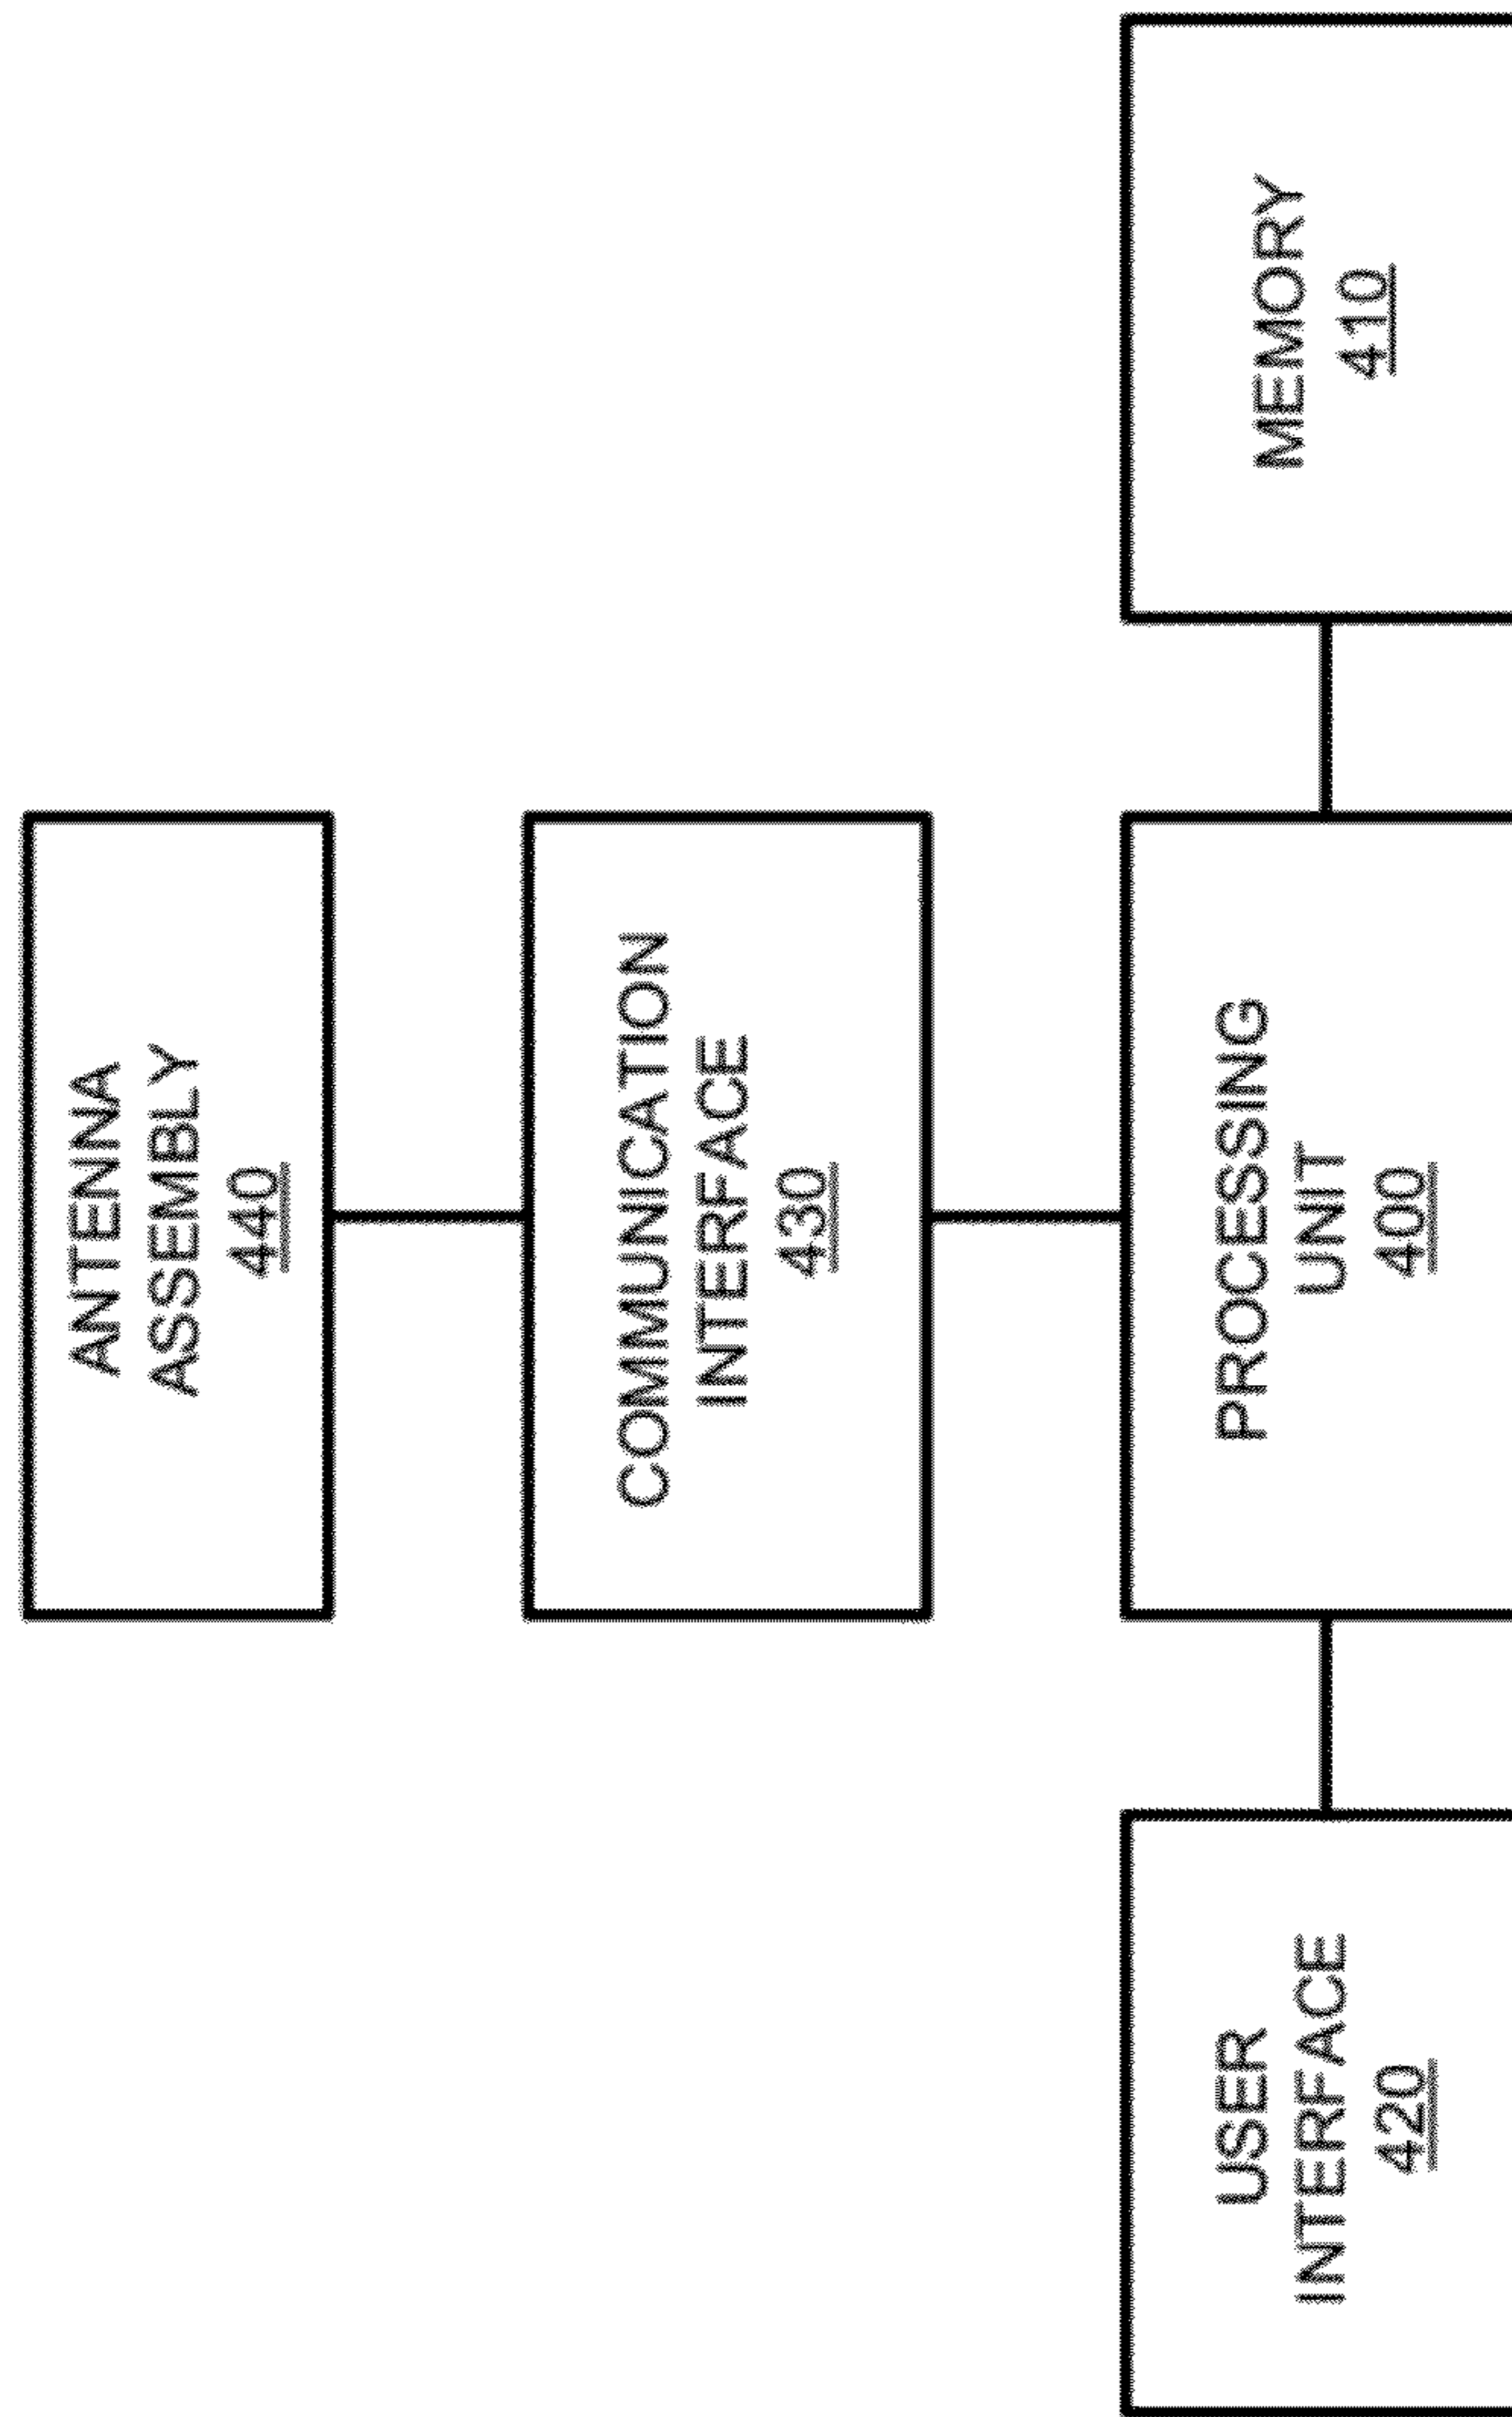 ANTENNA
ASSEMBLY
440
COMMUNICATION
INTERFACE
430
USER
INTERFACE
420
PROCESSING
UNIT
400
MEMORY
410